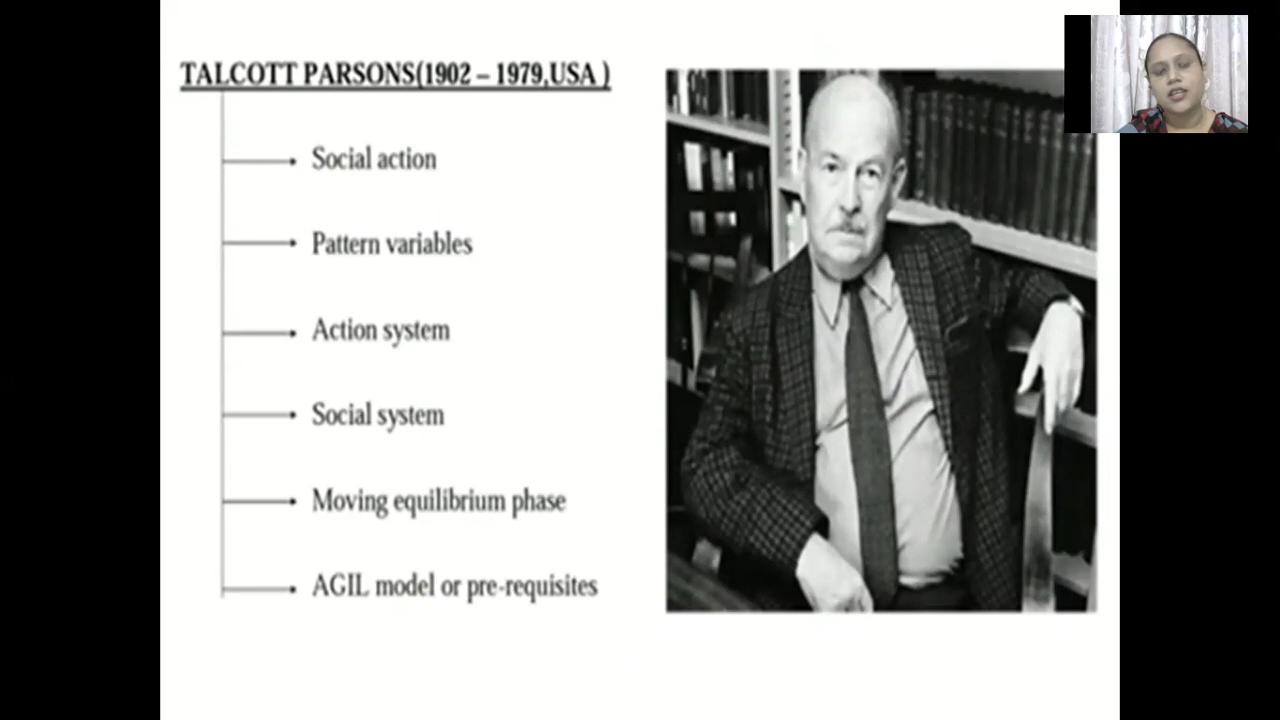 TALCOTT PARSONS(1902 – 1979,USA )
Social action
Pattern variables
Action system
Social system
Moving equilibrium phase
AGIL model or pre-requisites